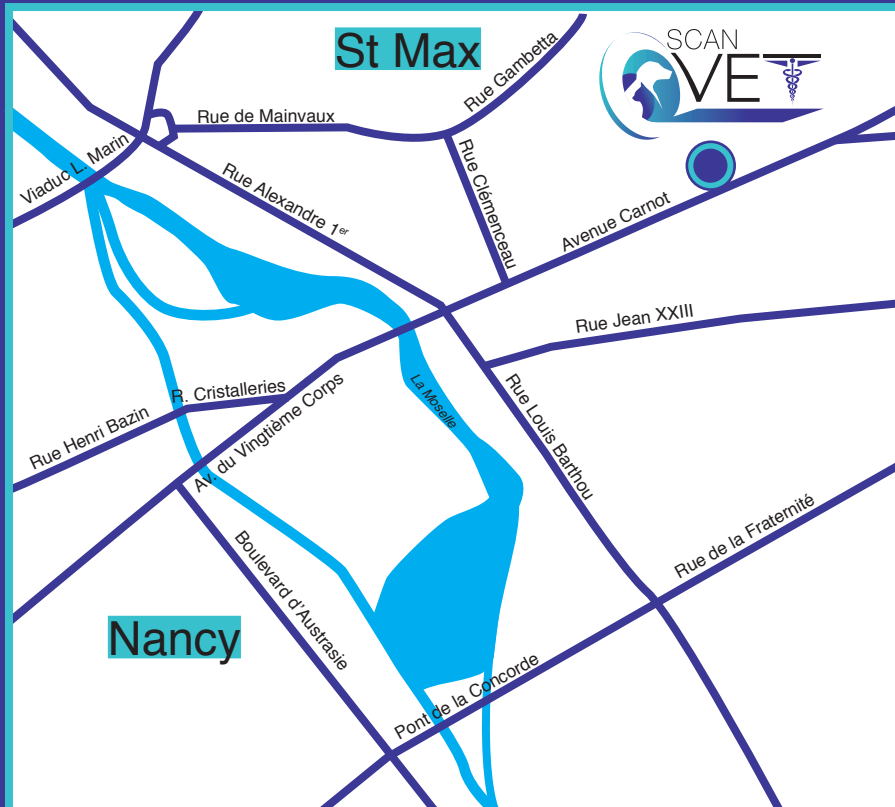 St Max
SCAN
VET
Rue Gambetta
Rue de Mainvaux
Viaduc L. Marin
Rue Alexandre 1er
Rue Clémenceau
Avenue Carnot
Rue Jean XXIII
La Moselle
R. Cristalleries
Rue Henri Bazin
Av. du Vingtième Corps
Rue Louis Barthou
Rue de la Fraternité
Boulevard d'Austrasie
Nancy
Pont de la Concorde